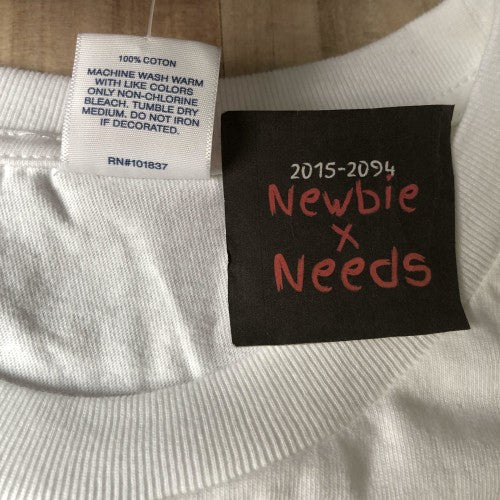 100% COTON
MACHINE WASH WARM
WITH LIKE COLORS
ONLY NON-CHLORINE
BLEACH. TUMBLE DRY
MEDIUM. DO NOT IRON
IF DECORATED.
RN#101837
2015-2094
Newbie
x
Needs